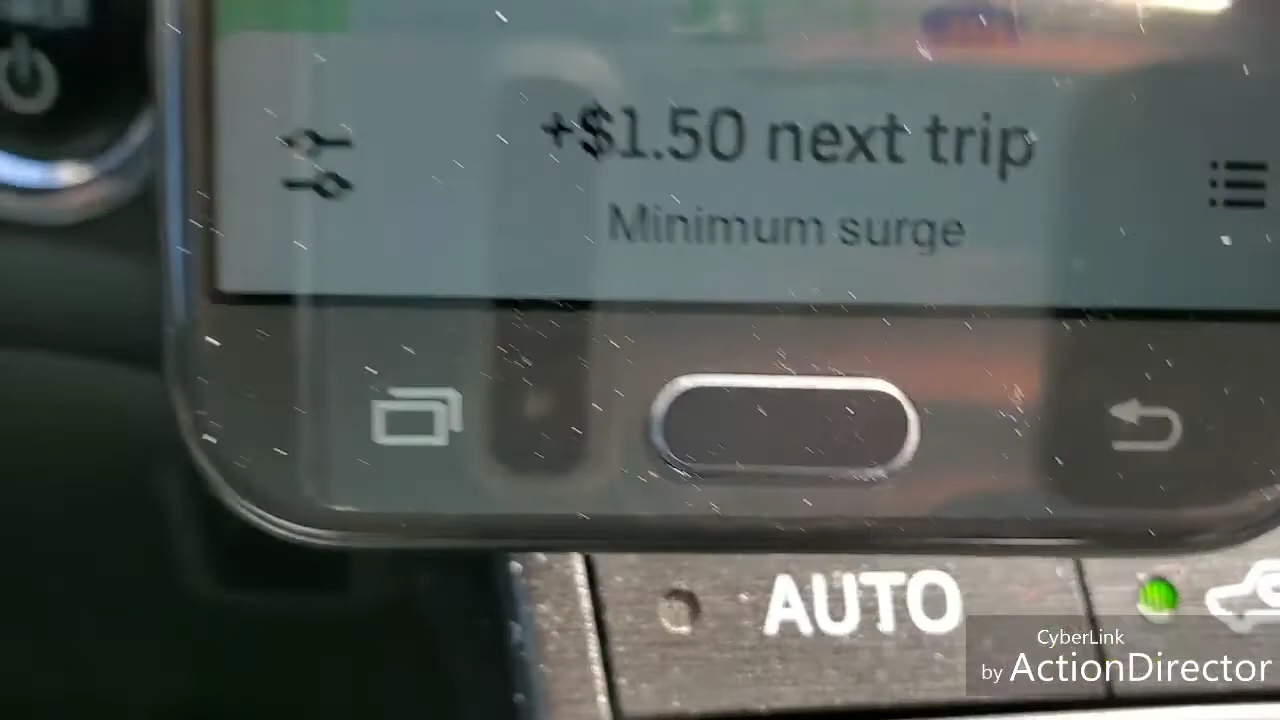 +$1.50 next trip
Minimum surge
AUTO
CyberLink
by ActionDirector